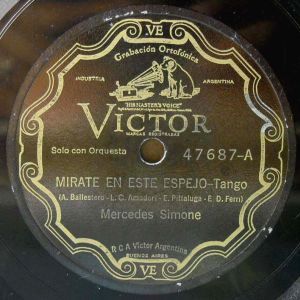 VE
Grabación Ortofónica
INDUSTRIA
ARGENTINA
"HIS MASTER'S VOICE"
VICTOR
MARCAS REGISTRADAS
Solo con Orquesta
47687-A
MIRATE EN ESTE ESPEJO-Tango
(A. Ballestero - L. C. Amadori - E. Pittaluga - E. D. Ferri)
Mercedes Simone
R C A Victor Argentina
BUENOS AIRES
VE